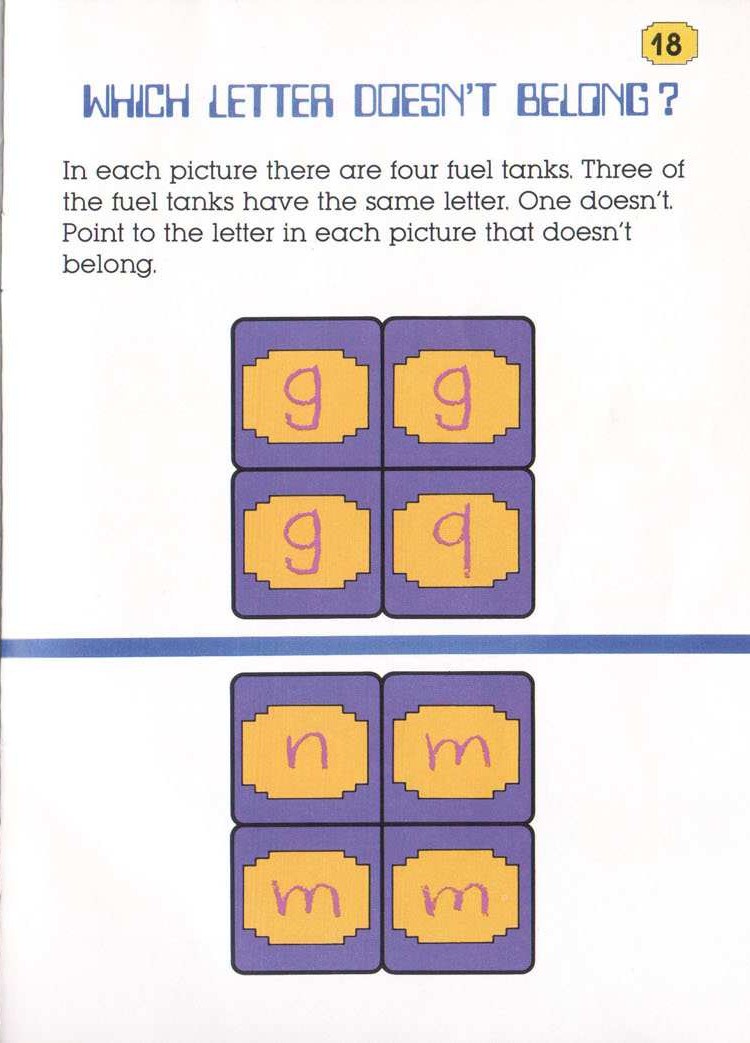 18
WHICH LETTER DOESN'T BELONG?
In each picture there are four fuel tanks. Three of
the fuel tanks have the same letter. One doesn't.
Point to the letter in each picture that doesn't
belong.
g g
g q
n m
m m